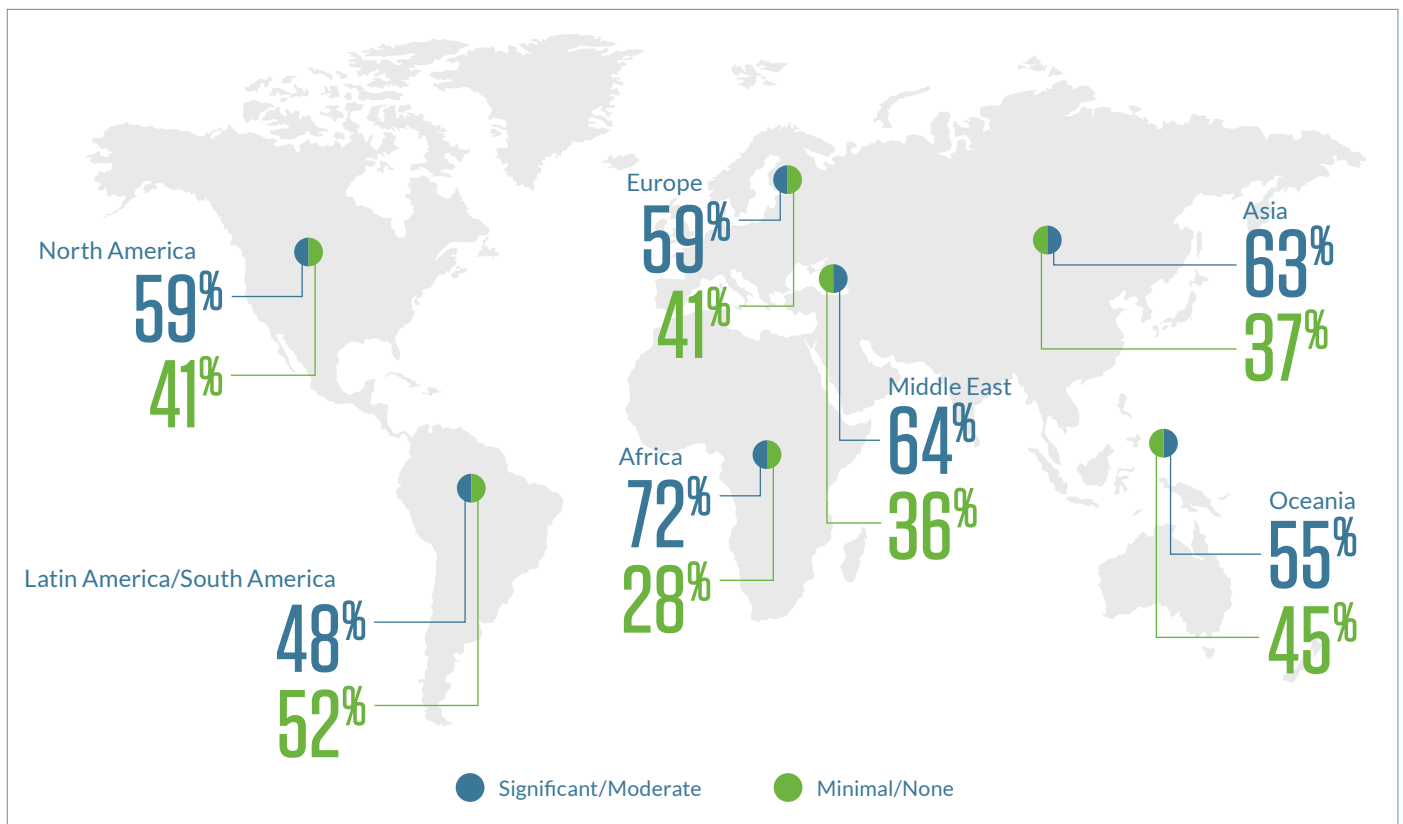 North America
59%
41%
Latin America/South America
48%
52%
Europe
59%
41%
Africa
72%
28%
Middle East
64%
36%
Asia
63%
37%
Oceania
55%
45%
Significant/Moderate
Minimal/None